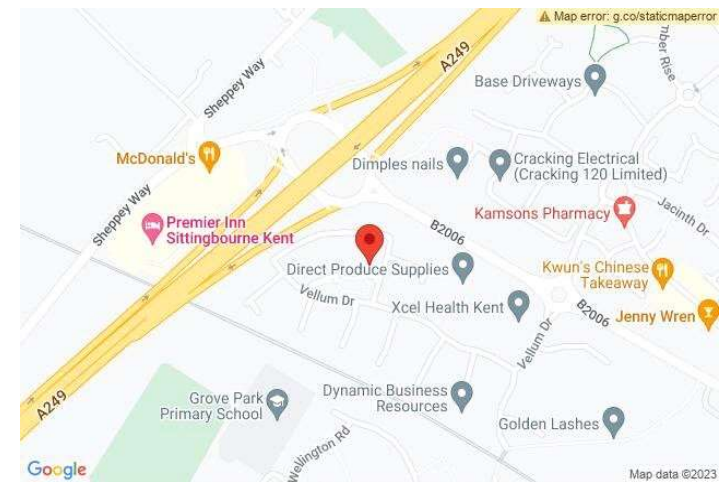 Map error: g.co/staticmaperror
Sheppey Way
A249
mber Rise
Base Driveways
McDonald's
Dimples nails
Cracking Electrical
(Cracking 120 Limited)
Sheppey Way
Premier Inn
Sittingbourne Kent
B2006
Kamsons Pharmacy
Jacinth Dr
Direct Produce Supplies
Kwun's Chinese
Takeaway
Vellum Dr
Xcel Health Kent
B2006
Jenny Wren
Vellum Dr
A249
Grove Park
Primary School
Dynamic Business
Resources
Golden Lashes
Wellington Rd
Google
Map data ©2023